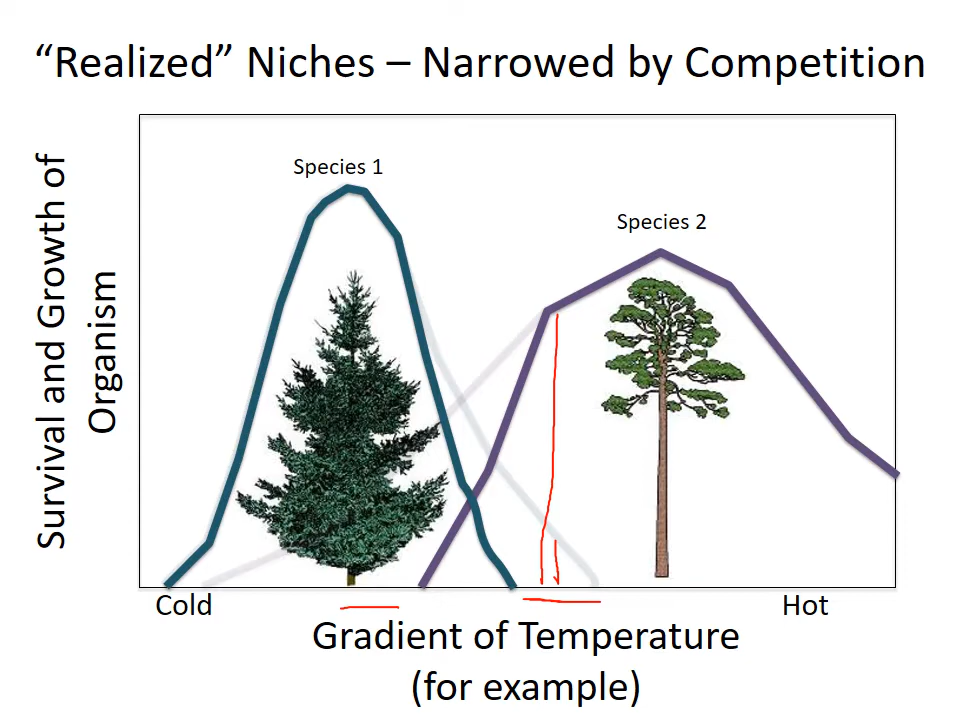 “Realized” Niches – Narrowed by Competition
Species 1
Species 2
Survival and Growth of
Organism
Cold
Hot
Gradient of Temperature
(for example)